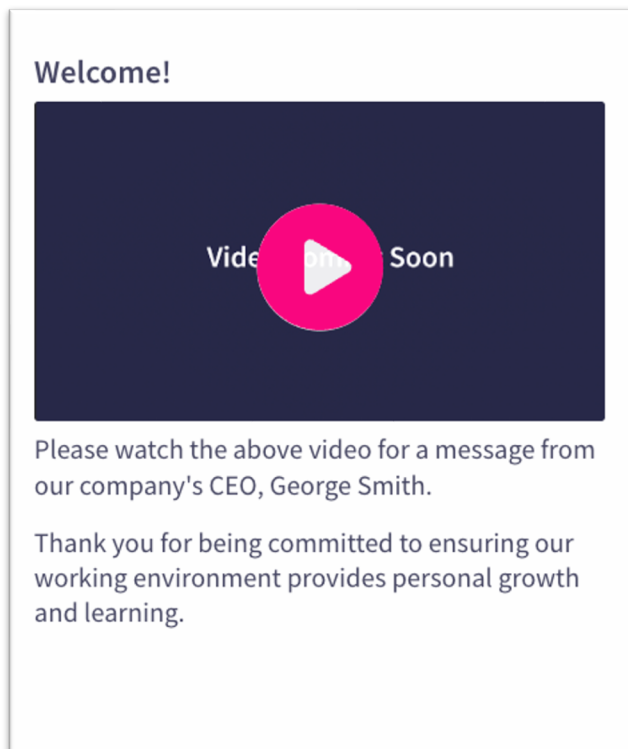 Welcome!
Soon
Please watch the above video for a message from
our company's CEO, George Smith.
Thank you for being committed to ensuring our
working environment provides personal growth
and learning.